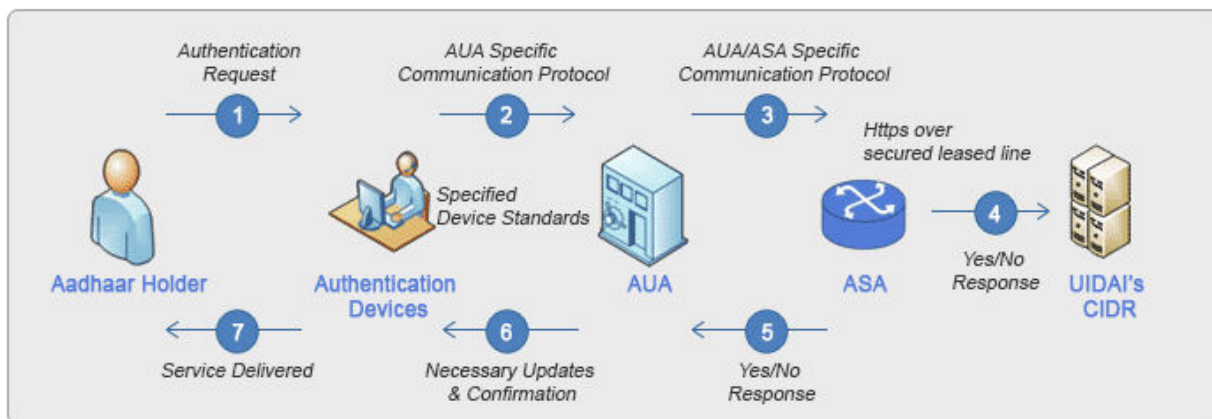 Authentication
Request
1
AUA Specific
Communication Protocol
2
AUA/ASA Specific
Communication Protocol
3
Https over
secured leased line
4
Yes/No
Response
Specified
Device Standards
Aadhaar Holder
Authentication
Devices
AUA
ASA
UIDAI's
CIDR
7
Service Delivered
6
Necessary Updates
& Confirmation
5
Yes/No
Response